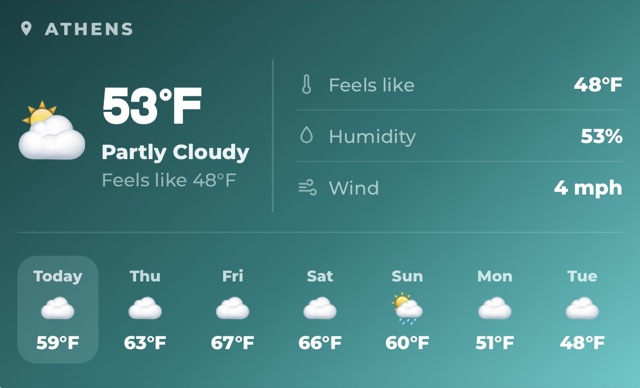 ATHENS
53°F
Partly Cloudy
Feels like 48°F
Feels like 48°F
Humidity 53%
Wind 4 mph
Today Thu Fri Sat Sun Mon Tue
59°F 63°F 67°F 66°F 60°F 51°F 48°F